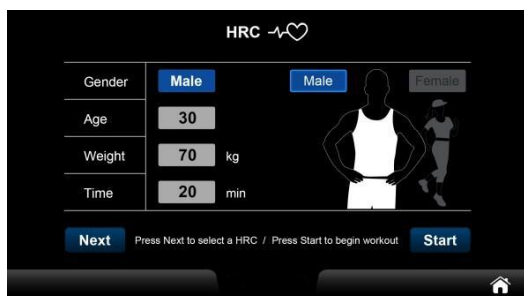 HRC
Gender Male Male Female
Age 30
Weight 70 kg
Time 20 min
Next Press Next to select a HRC / Press Start to begin workout Start